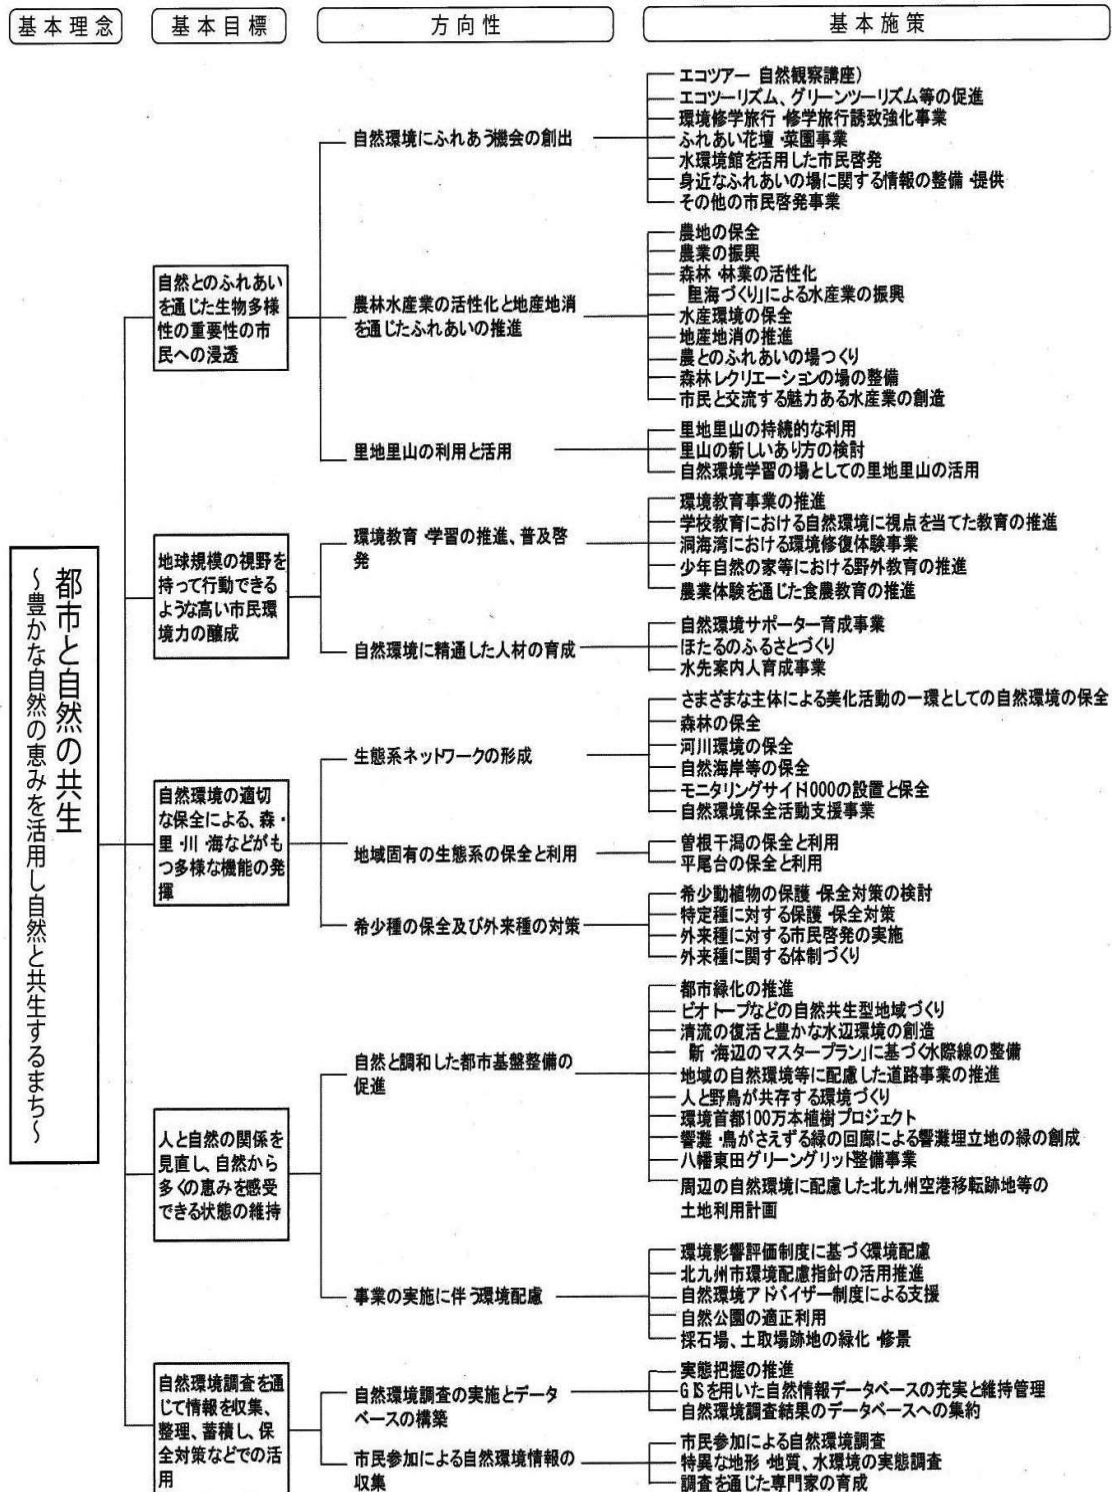 基本理念
基本目標
方向性
基本施策
都市と自然の共生
～豊かな自然の恵みを活用し自然と共生するまち～
自然とのふれあい
を通じた生物多様
性の重要性の市
民への浸透
自然環境にふれあう機会の創出
エコツアー 自然観察講座）
エコツーリズム、グリーンツーリズム等の促進
環境修学旅行・修学旅行誘致強化事業
ふれあい花壇・菜園事業
水環境館を活用した市民啓発
身近なふれあいの場に関する情報の整備・提供
その他の市民啓発事業
農林水産業の活性化と地産地消
を通じたふれあいの推進
農地の保全
農業の振興
森林・林業の活性化
「里海づくり」による水産業の振興
水産環境の保全
地産地消の推進
農とのふれあいの場つくり
森林レクリエーションの場の整備
市民と交流する魅力ある水産業の創造
里地里山の利用と活用
里地里山の持続的な利用
里山の新しいあり方の検討
自然環境学習の場としての里地里山の活用
地球規模の視野を
持って行動できる
ような高い市民環
境力の醸成
環境教育・学習の推進、普及啓
発
環境教育事業の推進
学校教育における自然環境に視点を当てた教育の推進
洞海湾における環境修復体験事業
少年自然の家等における野外教育の推進
農業体験を通じた食農教育の推進
自然環境に精通した人材の育成
自然環境サポーター育成事業
ほたるのふるさとづくり
水先案内人育成事業
自然環境の適切
な保全による、森・
里・川・海などがも
つ多様な機能の発
揮
生態系ネットワークの形成
さまざまな主体による美化活動の一環としての自然環境の保全
森林の保全
河川環境の保全
自然海岸等の保全
モニタリングサイト1000の設置と保全
自然環境保全活動支援事業
地域固有の生態系の保全と利用
曽根干潟の保全と利用
平尾台の保全と利用
希少種の保全及び外来種の対策
希少動植物の保護・保全対策の検討
特定種に対する保護・保全対策
外来種に対する市民啓発の実施
外来種に関する体制づくり
人と自然の関係を
見直し、自然から
多くの恵みを感受
できる状態の維持
自然と調和した都市基盤整備の
促進
都市緑化の推進
ビオトープなどの自然共生型地域づくり
清流の復活と豊かな水辺環境の創造
「新・海辺のマスタープラン」に基づく水際線の整備
地域の自然環境等に配慮した道路事業の推進
人と野鳥が共存する環境づくり
環境首都100万本植樹プロジェクト
響灘・鳥がさえずる緑の回廊による響灘埋立地の緑の創成
八幡東田グリーングリット整備事業
周辺の自然環境に配慮した北九州空港移転跡地等の
土地利用計画
事業の実施に伴う環境配慮
環境影響評価制度に基づく環境配慮
北九州市環境配慮指針の活用推進
自然環境アドバイザー制度による支援
自然公園の適正利用
採石場、土取場跡地の緑化・修景
自然環境調査を通
じて情報を収集、
整理、蓄積し、保
全対策などでの活
用
自然環境調査の実施とデータ
ベースの構築
実態把握の推進
GISを用いた自然情報データベースの充実と維持管理
自然環境調査結果のデータベースへの集約
市民参加による自然環境情報の
収集
市民参加による自然環境調査
特異な地形・地質、水環境の実態調査
調査を通じた専門家の育成